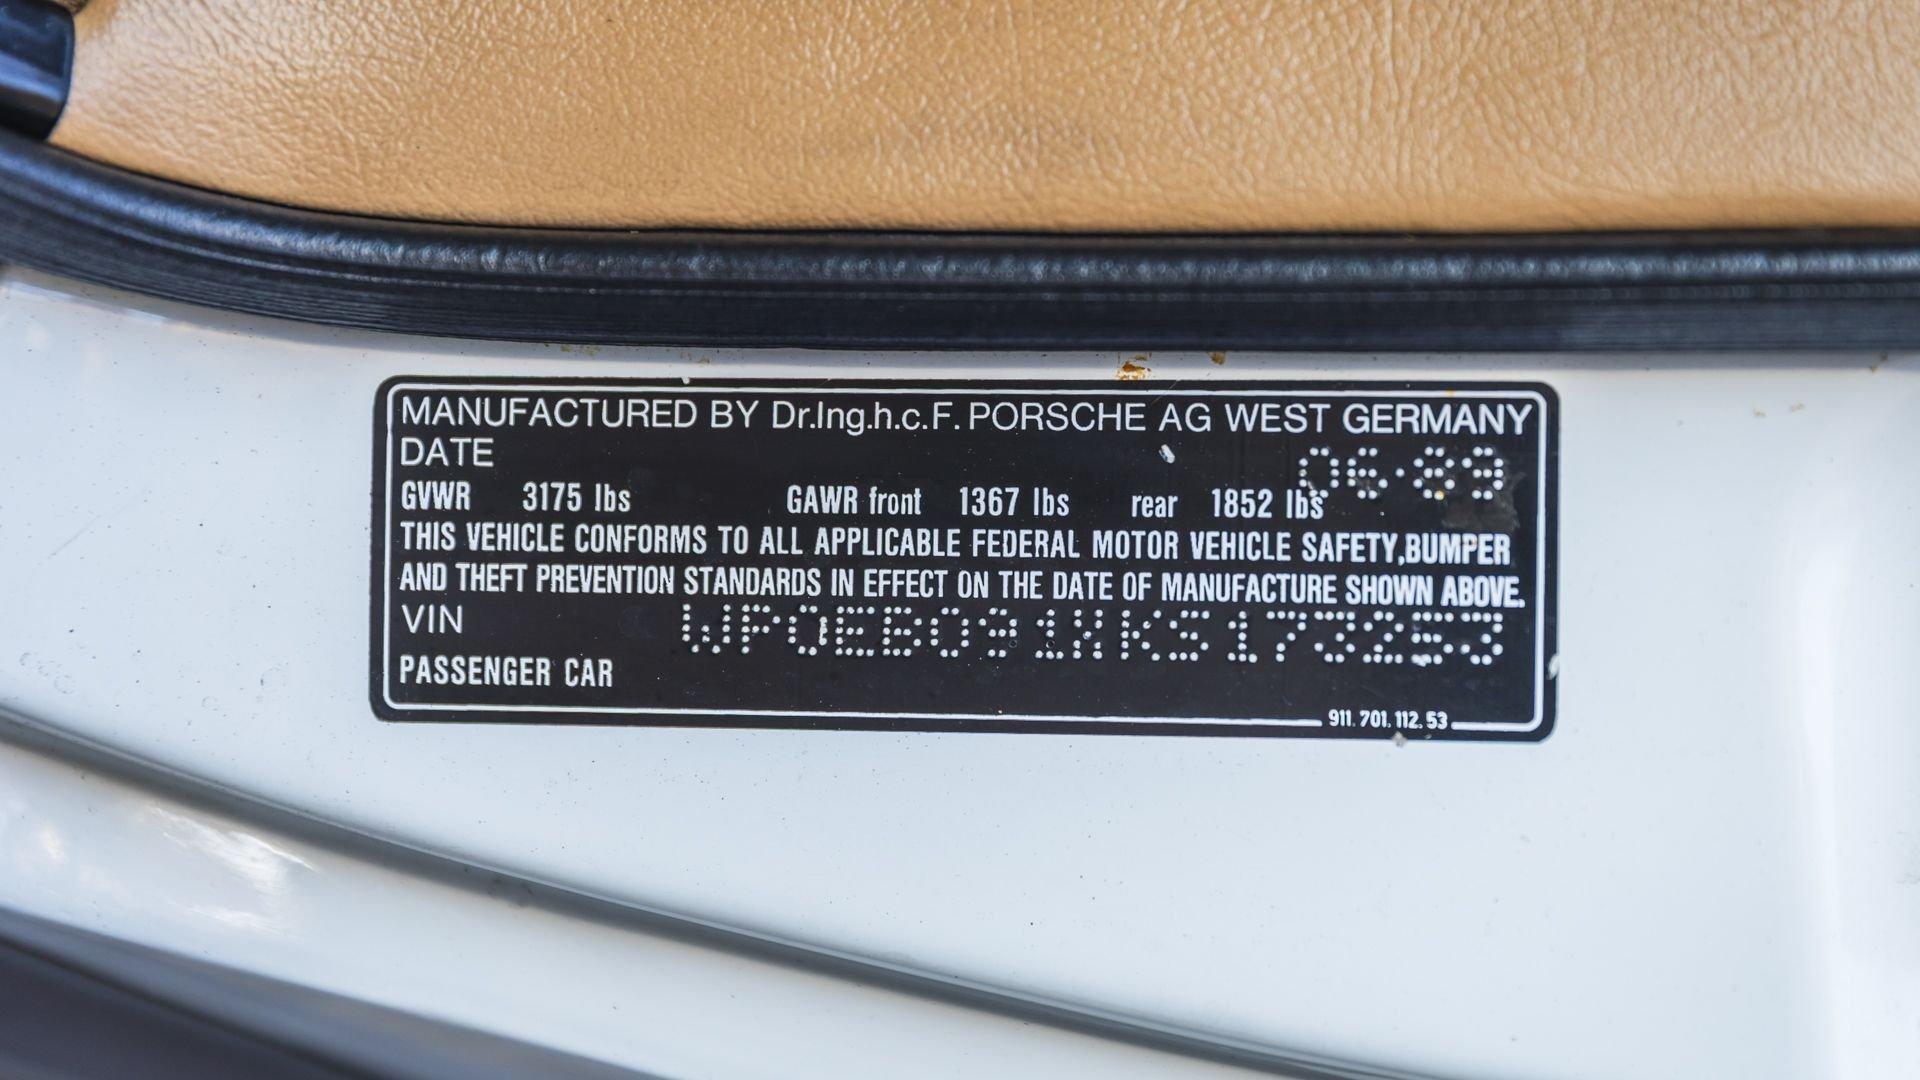 MANUFACTURED BY Dr.Ing.h.c.F. PORSCHE AG WEST GERMANY
DATE 06·89
GVWR 3175 lbs GAWR front 1367 lbs rear 1852 lbs
THIS VEHICLE CONFORMS TO ALL APPLICABLE FEDERAL MOTOR VEHICLE SAFETY,BUMPER
AND THEFT PREVENTION STANDARDS IN EFFECT ON THE DATE OF MANUFACTURE SHOWN ABOVE.
VIN WP0EB091XKS173253
PASSENGER CAR
911. 701. 112. 53